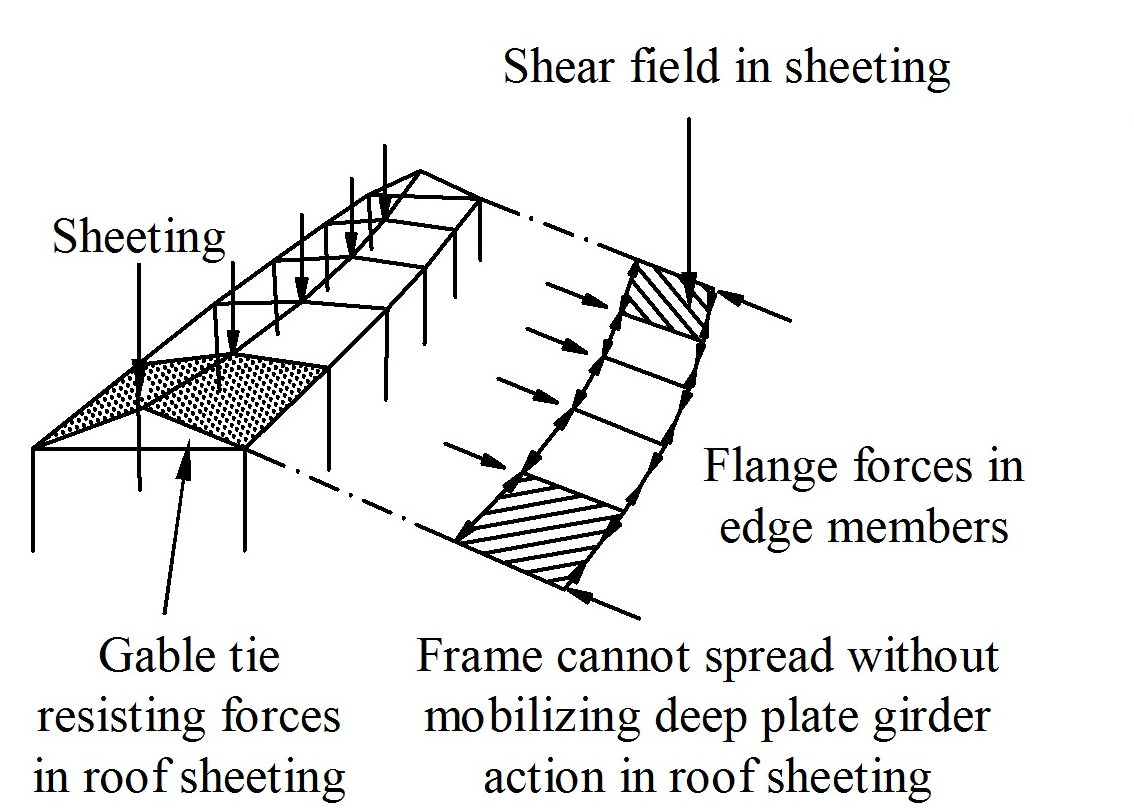 Shear field in sheeting
Sheeting
Flange forces in
edge members
Gable tie
resisting forces
in roof sheeting
Frame cannot spread without
mobilizing deep plate girder
action in roof sheeting